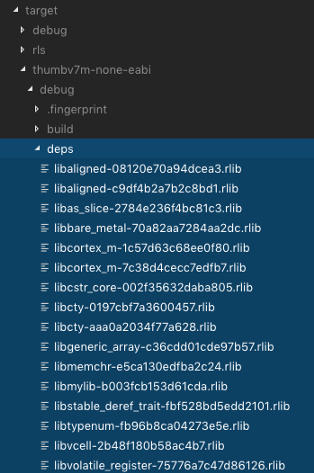 target
debug
rls
thumbv7m-none-eabi
debug
.fingerprint
build
deps
libaligned-08120e70a94dcea3.rlib
libaligned-c9df4b2a7b2c8bd1.rlib
libas_slice-2784e236f4bc81c3.rlib
libbare_metal-70a82aa7284aa2dc.rlib
libcortex_m-1c57d63c68ee0f80.rlib
libcortex_m-7c38d4cecc7edfb7.rlib
libcstr_core-002f35632daba805.rlib
libcty-0197cbf7a3600457.rlib
libcty-aaa0a2034f77a628.rlib
libgeneric_array-c36cdd01cde97b57.rlib
libmemchr-e5ca130edfba2c24.rlib
libmylib-b003fcb153d61cda.rlib
libstable_deref_trait-fbf528bd5edd2101.rlib
libtypenum-fb96b8ca04273e5e.rlib
libvcell-2b48f180b58ac4b7.rlib
libvolatile_register-75776a7c47d86126.rlib